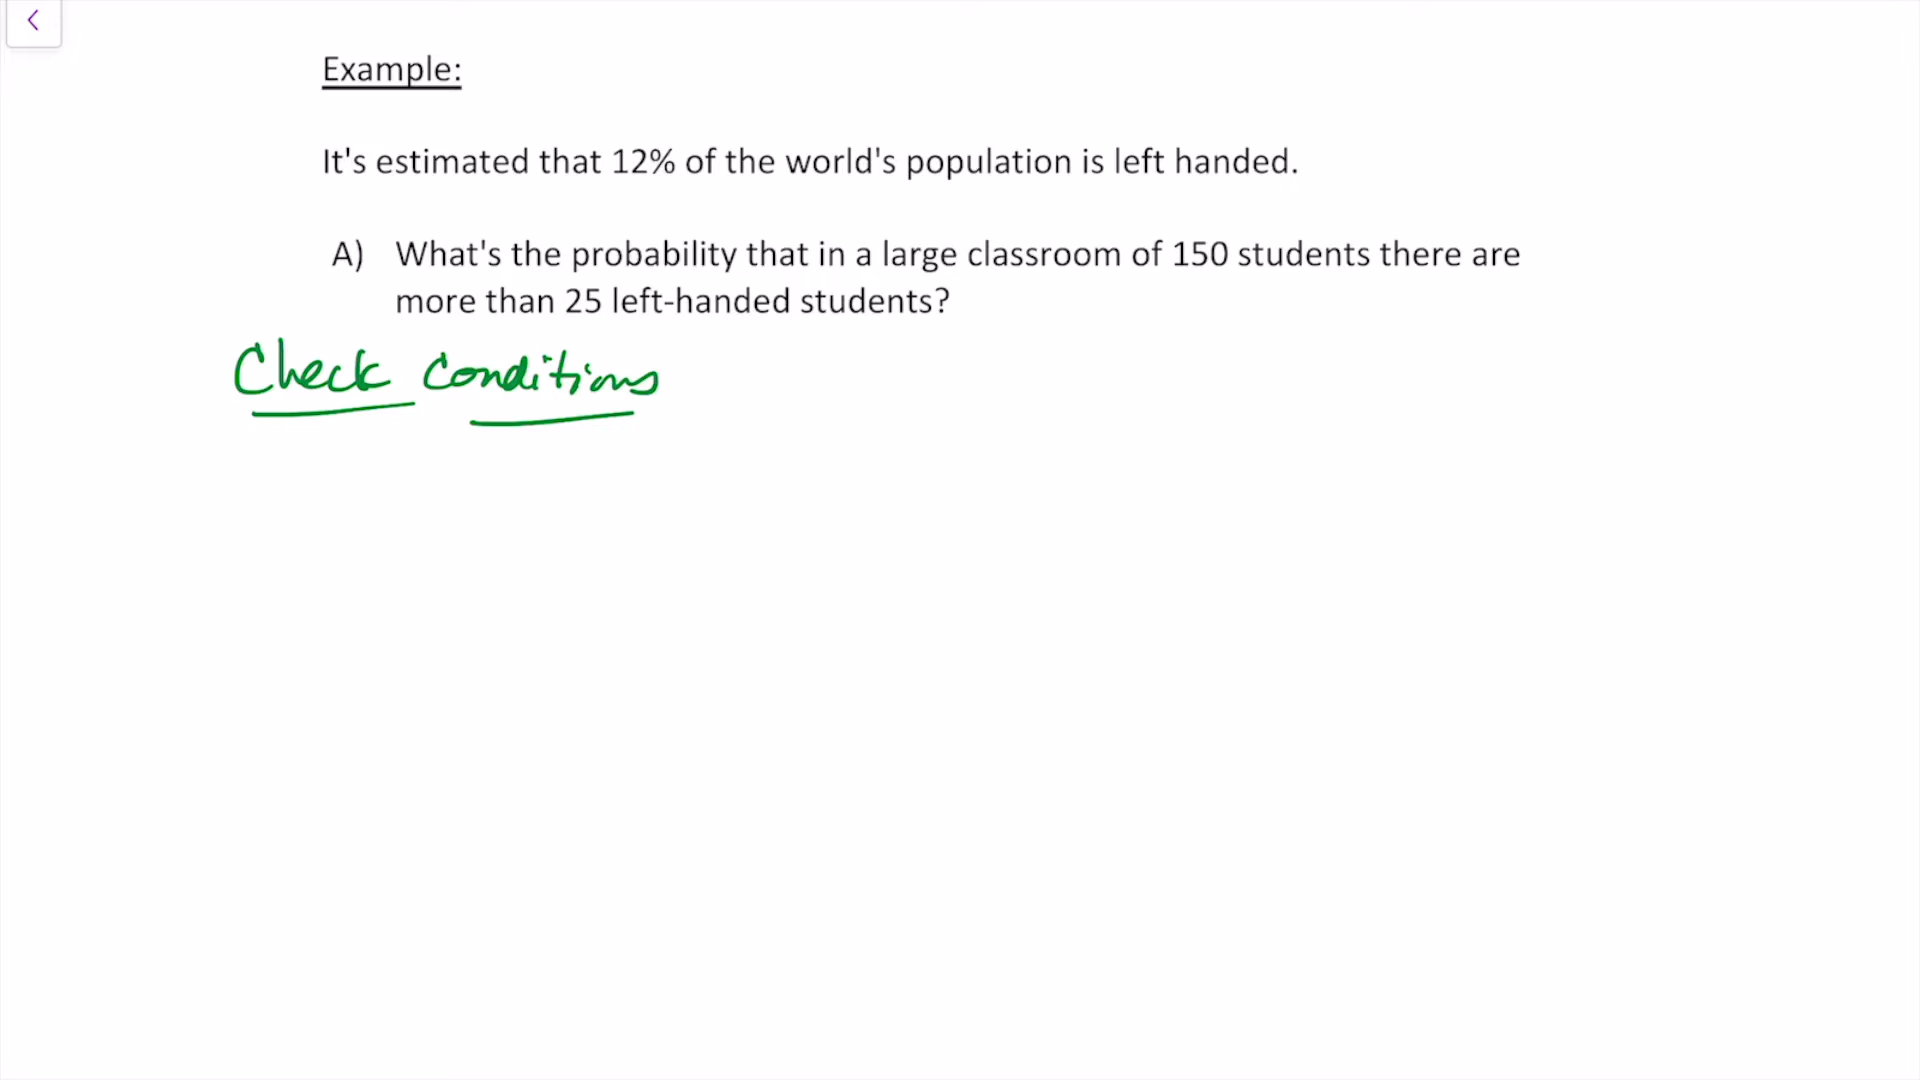 Example:
It's estimated that 12% of the world's population is left handed.
A) What's the probability that in a large classroom of 150 students there are
more than 25 left-handed students?
Check Conditions